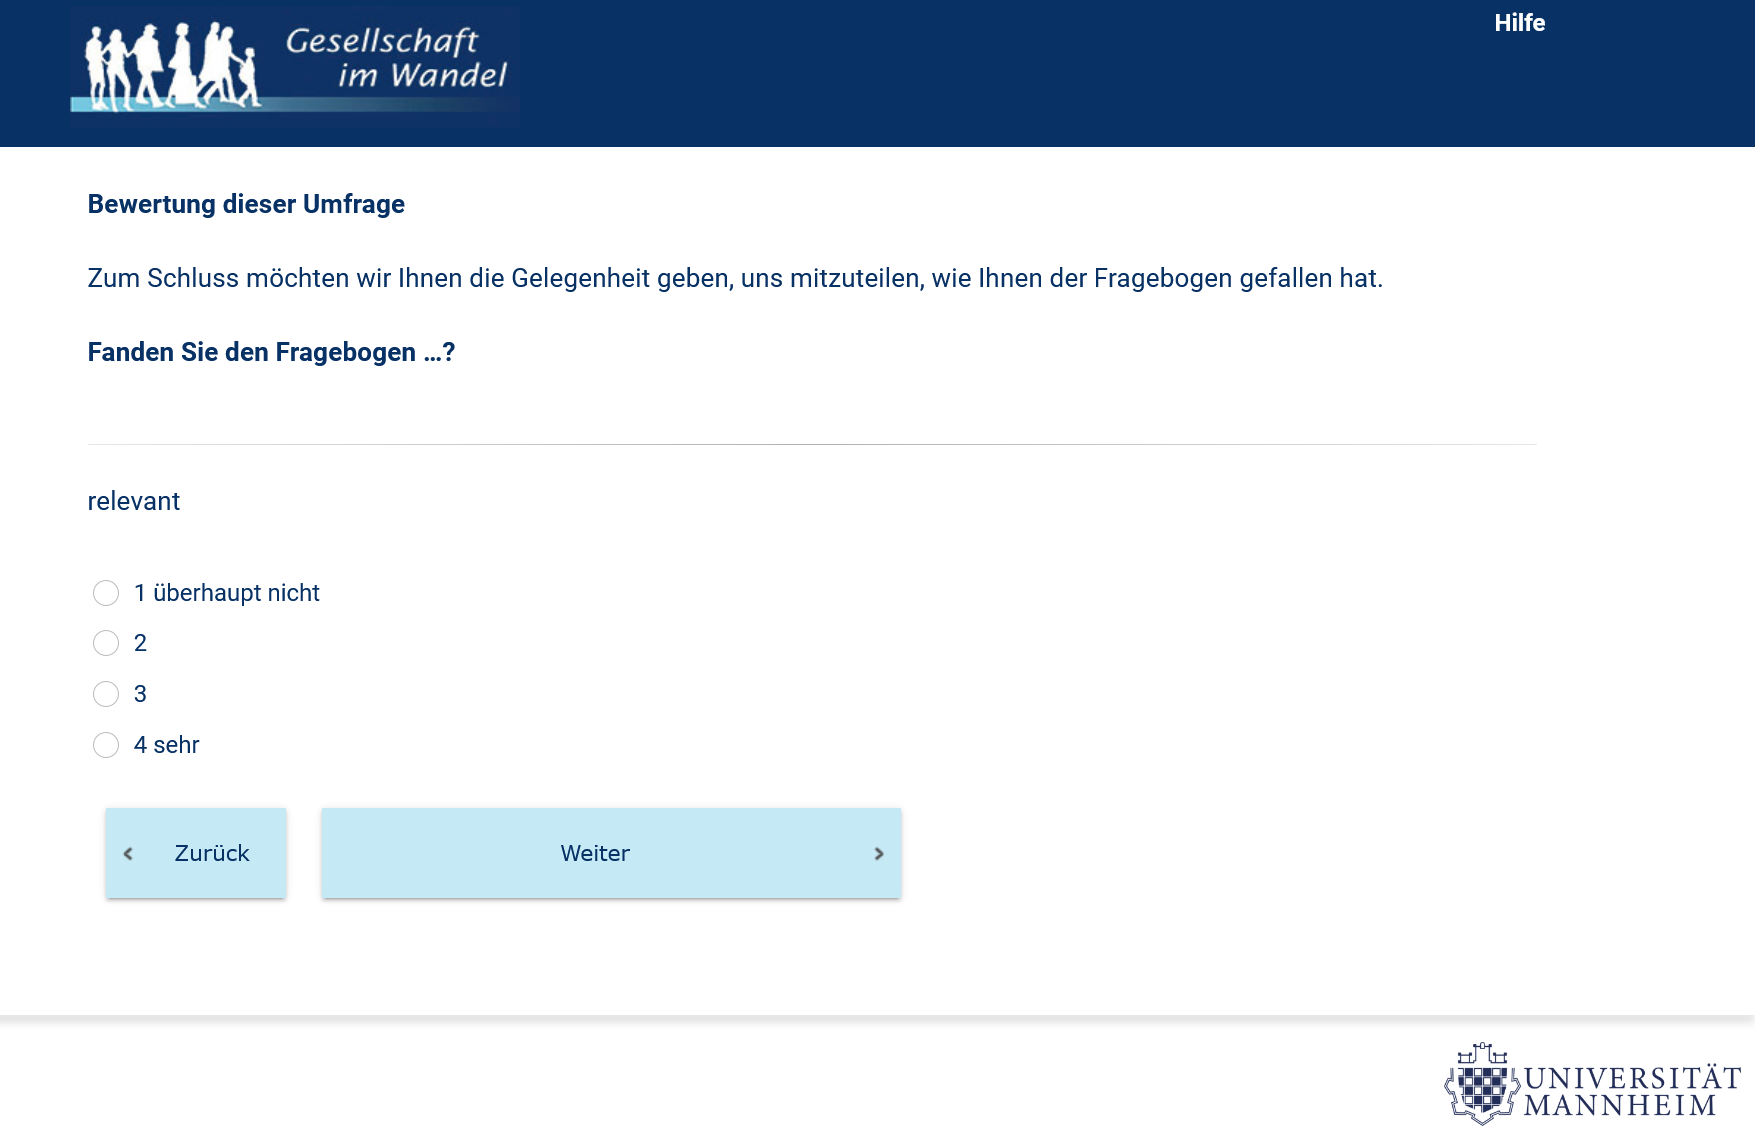 Gesellschaft
im Wandel
Hilfe
Bewertung dieser Umfrage
Zum Schluss möchten wir Ihnen die Gelegenheit geben, uns mitzuteilen, wie Ihnen der Fragebogen gefallen hat.
Fanden Sie den Fragebogen …?
relevant
1 überhaupt nicht
2
3
4 sehr
Zurück
Weiter
UNIVERSITÄT
MANNHEIM